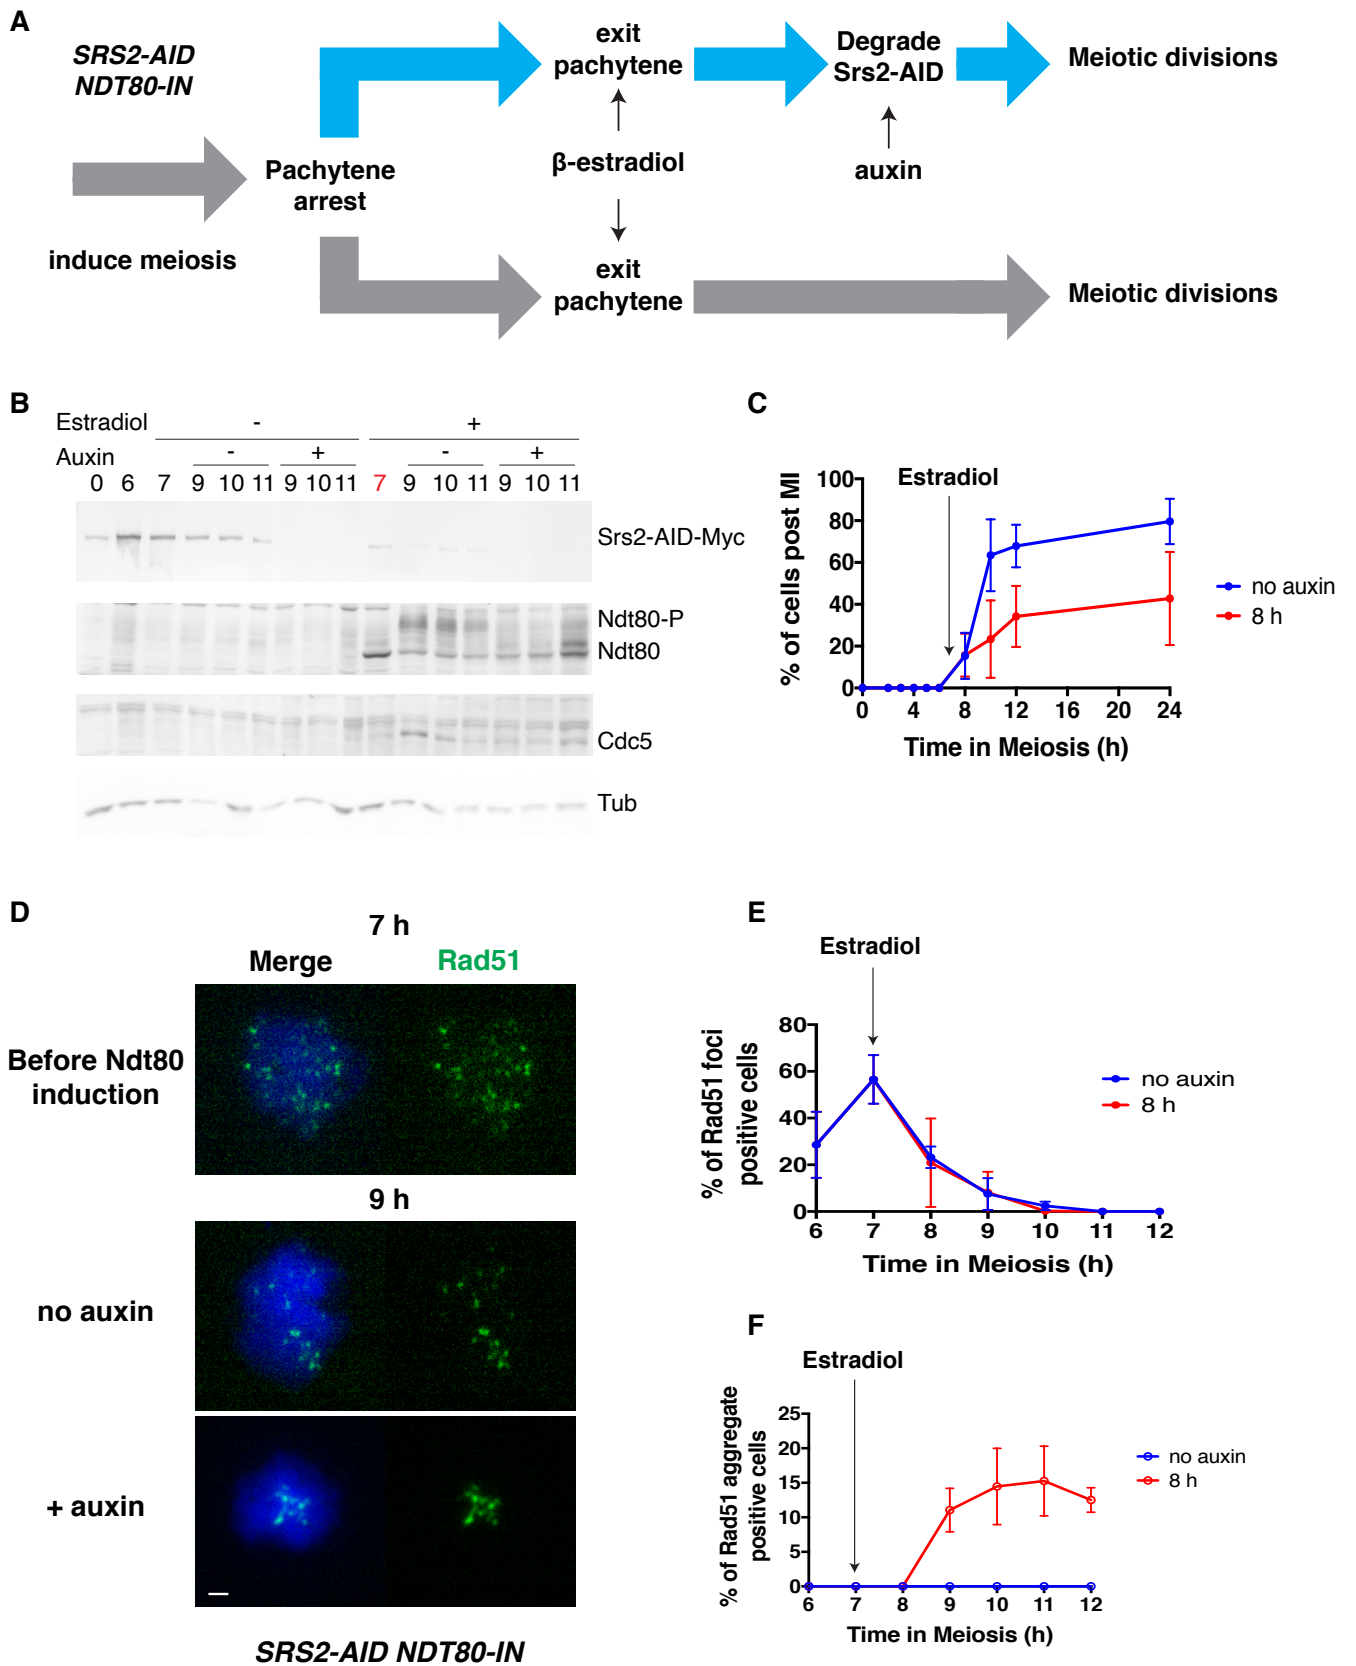 A
SRS2-AID
NDT80-IN
induce meiosis
Pachytene
arrest
exit
pachytene
β-estradiol
exit
pachytene
Degrade
Srs2-AID
auxin
Meiotic divisions
Meiotic divisions
B
Estradiol - +
Auxin - + - +
0 6 7 9 10 11 9 10 11 7 9 10 11 9 10 11
Srs2-AID-Myc
Ndt80-P
Ndt80
Cdc5
Tub
C
Estradiol
% of cells post MI
100
80
60
40
20
0
0 4 8 12 16 20 24
Time in Meiosis (h)
no auxin
8 h
D
7 h
Merge Rad51
Before Ndt80
induction
9 h
no auxin
+ auxin
SRS2-AID NDT80-IN
E
Estradiol
% of Rad51 foci
positive cells
80
60
40
20
0
6 7 8 9 10 11 12
Time in Meiosis (h)
no auxin
8 h
F
Estradiol
% of Rad51 aggregate
positive cells
25
20
15
10
5
0
6 7 8 9 10 11 12
Time in Meiosis (h)
no auxin
8 h